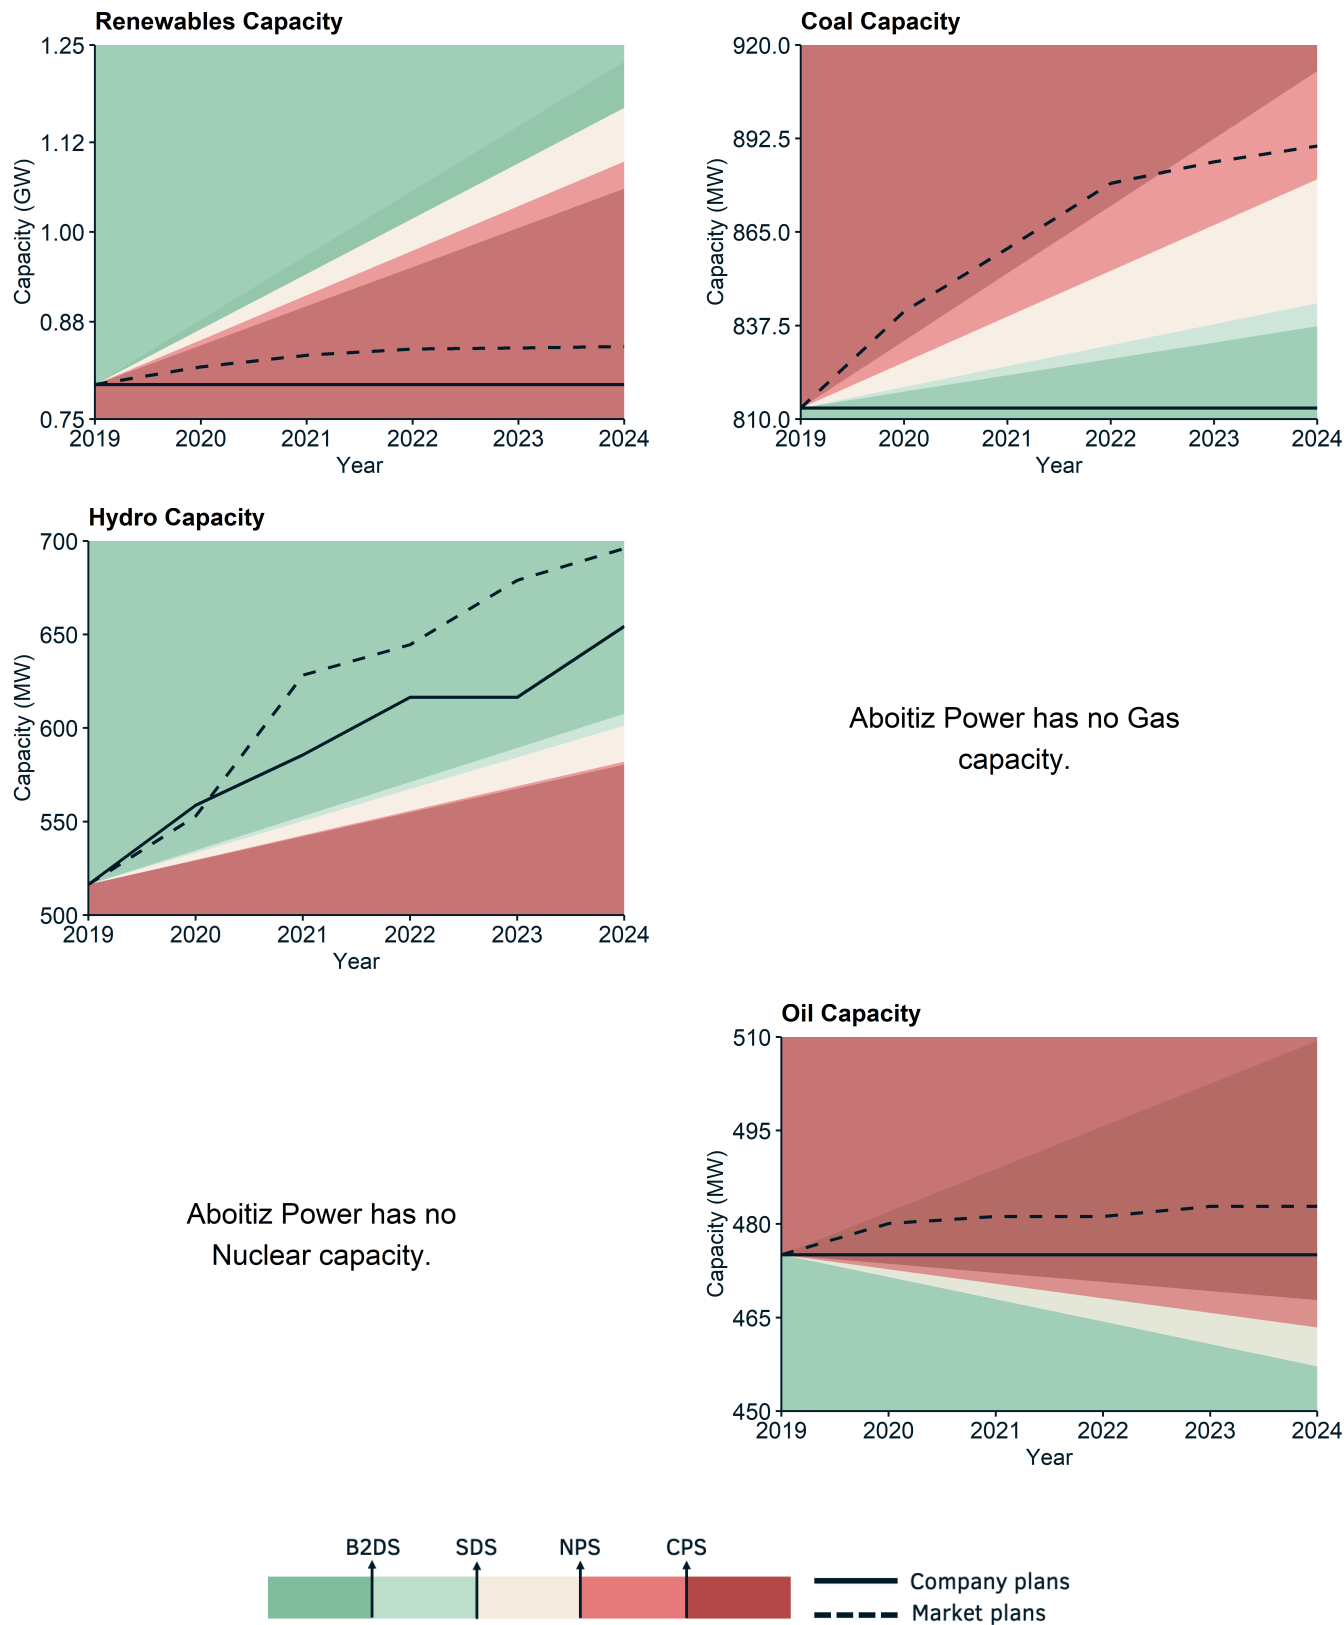 Renewables Capacity
1.25
1.12
1.00
0.88
0.75
Capacity (GW)
2019 2020 2021 2022 2023 2024
Year
Coal Capacity
920.0
892.5
865.0
837.5
810.0
Capacity (MW)
2019 2020 2021 2022 2023 2024
Year
Hydro Capacity
700
650
600
550
500
Capacity (MW)
2019 2020 2021 2022 2023 2024
Year
Aboitiz Power has no Gas
capacity.
Aboitiz Power has no
Nuclear capacity.
Oil Capacity
510
495
480
465
450
Capacity (MW)
2019 2020 2021 2022 2023 2024
Year
B2DS SDS NPS CPS
Company plans
Market plans